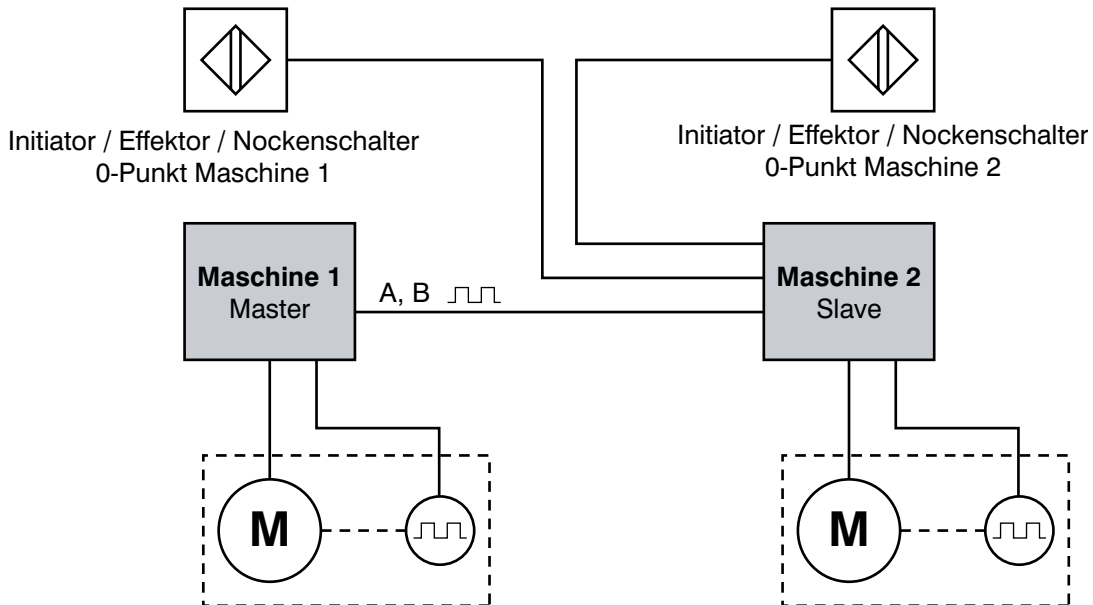 Initiator / Effektor / Nockenschalter
0-Punkt Maschine 1
Initiator / Effektor / Nockenschalter
0-Punkt Maschine 2
Maschine 1
Master
A, B
Maschine 2
Slave
M
M